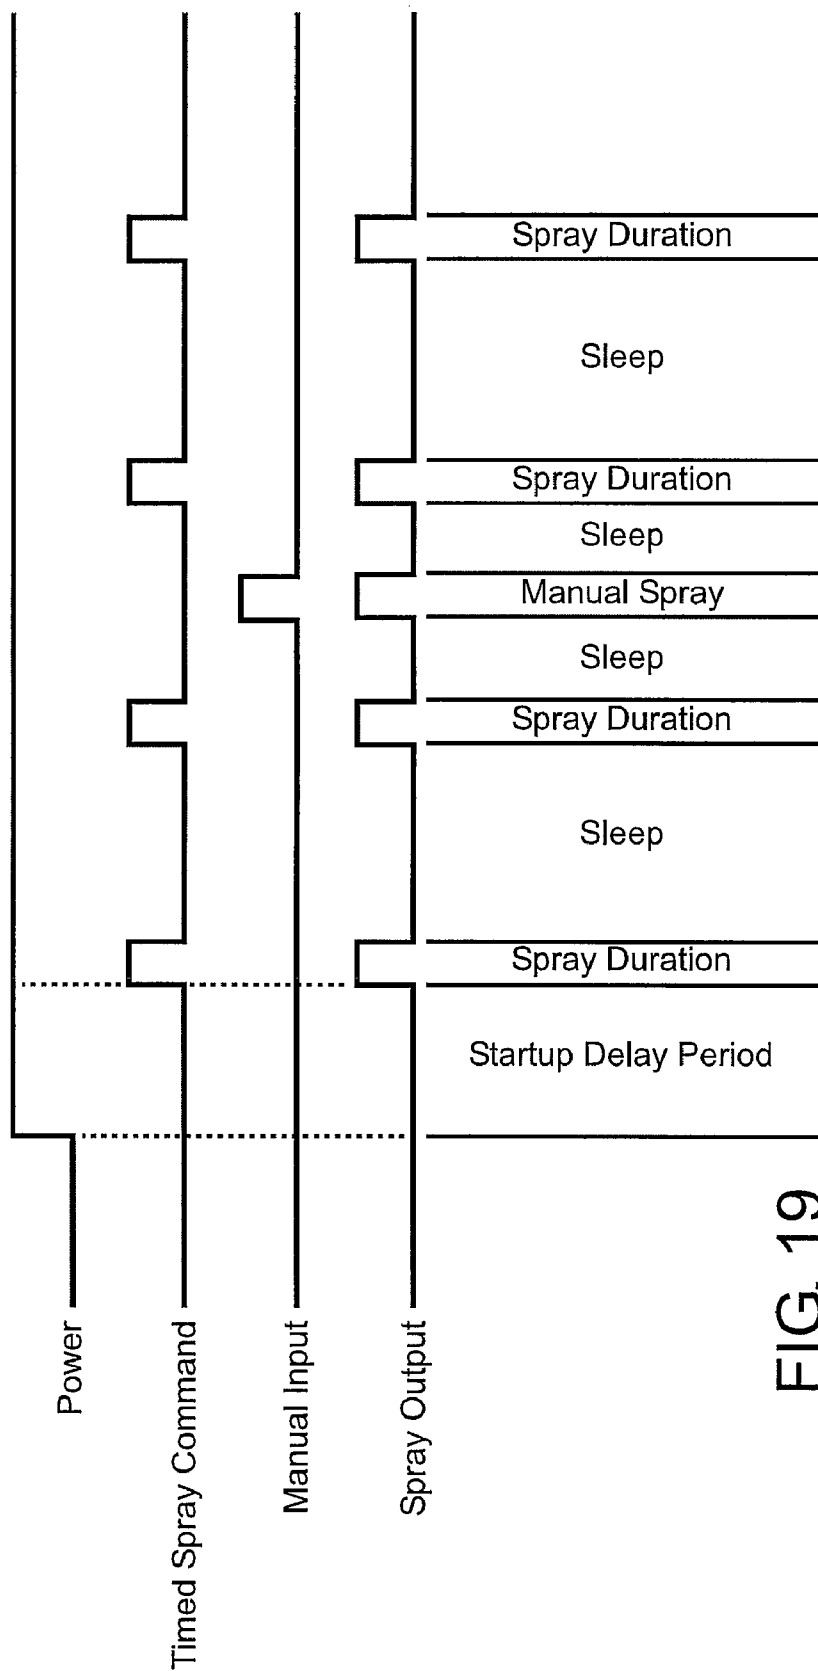 Power
Timed Spray Command
Manual Input
Spray Output
Startup Delay Period
Spray Duration
Sleep
Spray Duration
Sleep
Manual Spray
Sleep
Spray Duration
Sleep
Spray Duration
FIG. 19